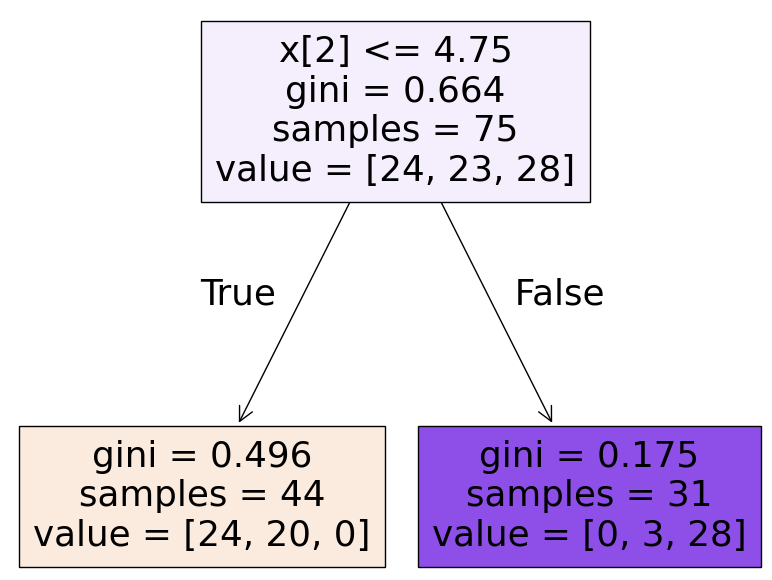 x[2] <= 4.75
gini = 0.664
samples = 75
value = [24, 23, 28]
True
False
gini = 0.496
samples = 44
value = [24, 20, 0]
gini = 0.175
samples = 31
value = [0, 3, 28]